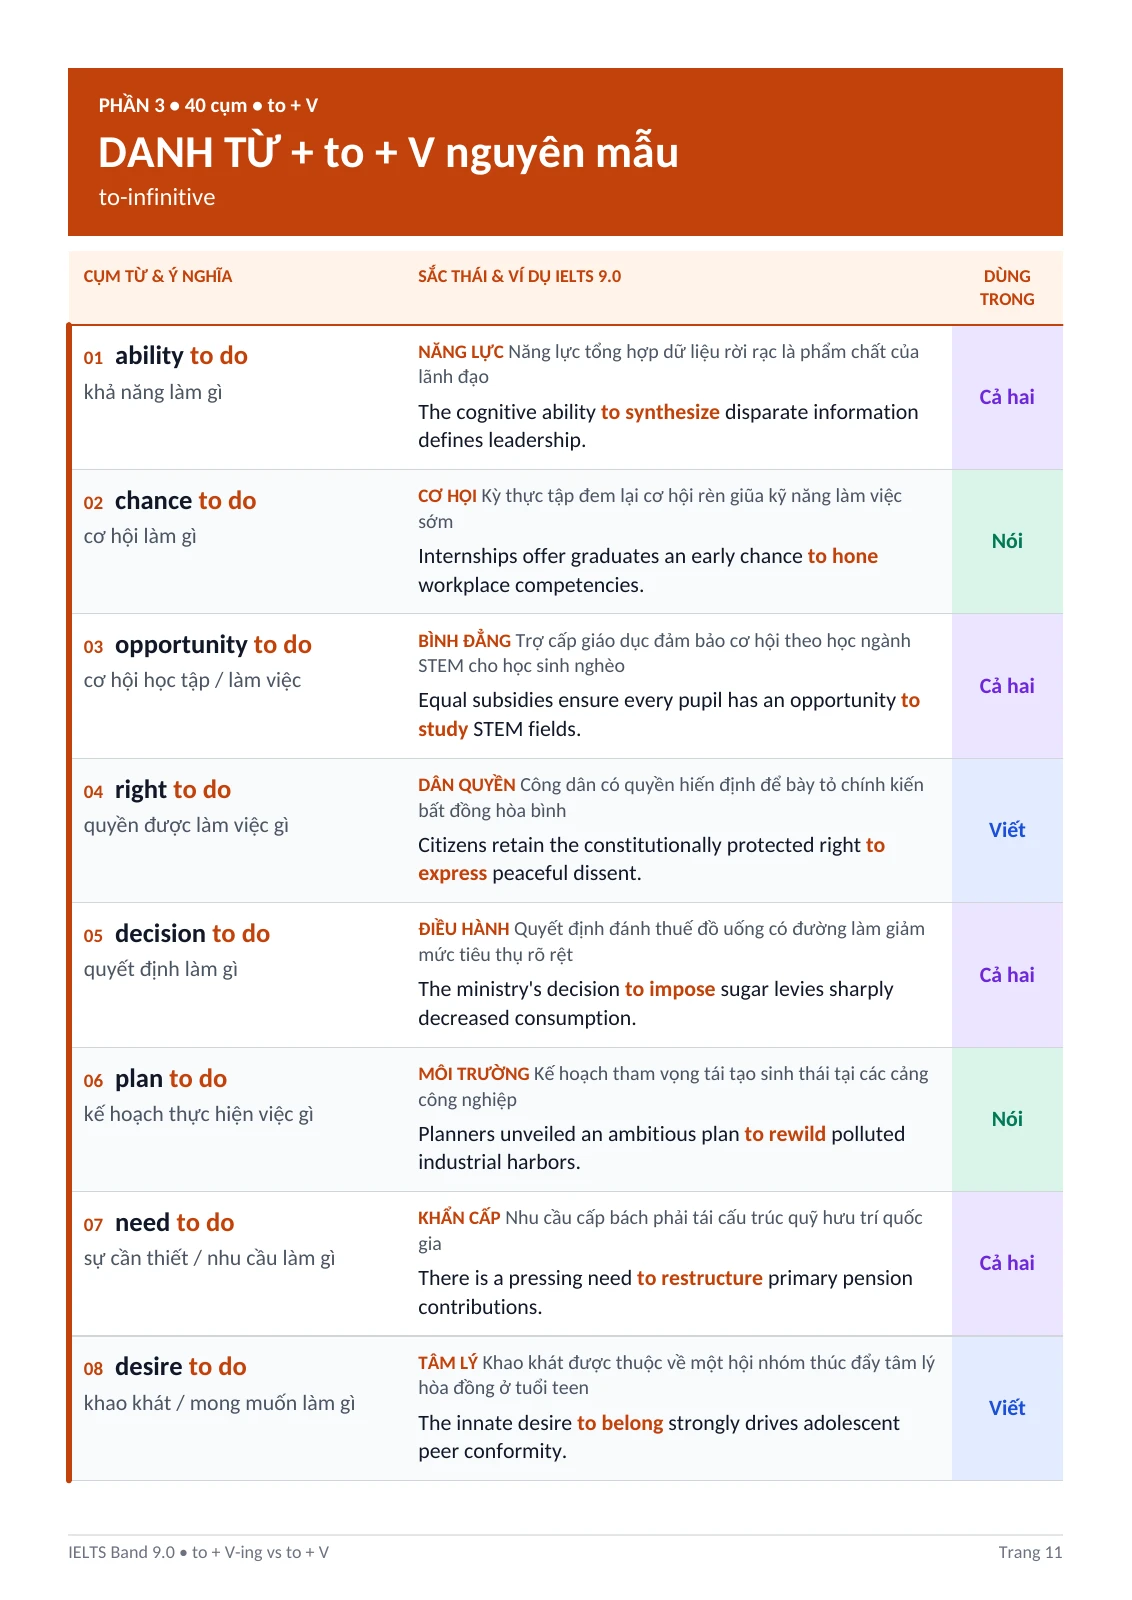 PHẦN 3 • 40 cụm • to + V
DANH TỪ + to + V nguyên mẫu
to-infinitive
CỤM TỪ & Ý NGHĨA
SẮC THÁI & VÍ DỤ IELTS 9.0
DÙNG
TRONG
01 ability to do
khả năng làm gì
NĂNG LỰC Năng lực tổng hợp dữ liệu rời rạc là phẩm chất của
lãnh đạo
The cognitive ability to synthesize disparate information
defines leadership.
Cả hai
02 chance to do
cơ hội làm gì
CƠ HỌI Kỳ thực tập đem lại cơ hội rèn giũa kỹ năng làm việc
sớm
Internships offer graduates an early chance to hone
workplace competencies.
Nói
03 opportunity to do
cơ hội học tập / làm việc
BÌNH ĐẲNG Trợ cấp giáo dục đảm bảo cơ hội theo học ngành
STEM cho học sinh nghèo
Equal subsidies ensure every pupil has an opportunity to
study STEM fields.
Cả hai
04 right to do
quyền được làm việc gì
DÂN QUYỀN Công dân có quyền hiến định để bày tỏ chính kiến
bất đồng hòa bình
Citizens retain the constitutionally protected right to
express peaceful dissent.
Viết
05 decision to do
quyết định làm gì
ĐIỀU HÀNH Quyết định đánh thuế đồ uống có đường làm giảm
mức tiêu thụ rõ rệt
The ministry's decision to impose sugar levies sharply
decreased consumption.
Cả hai
06 plan to do
kế hoạch thực hiện việc gì
MÔI TRƯỜNG Kế hoạch tham vọng tái tạo sinh thái tại các cảng
công nghiệp
Planners unveiled an ambitious plan to rewild polluted
industrial harbors.
Nói
07 need to do
sự cần thiết / nhu cầu làm gì
KHẨN CẤP Nhu cầu cấp bách phải tái cấu trúc quỹ hưu trí quốc
gia
There is a pressing need to restructure primary pension
contributions.
Cả hai
08 desire to do
khao khát / mong muốn làm gì
TÂM LÝ Khao khát được thuộc về một hội nhóm thúc đẩy tâm lý
hòa đồng ở tuổi teen
The innate desire to belong strongly drives adolescent
peer conformity.
Viết
IELTS Band 9.0 • to + V-ing vs to + V
Trang 11